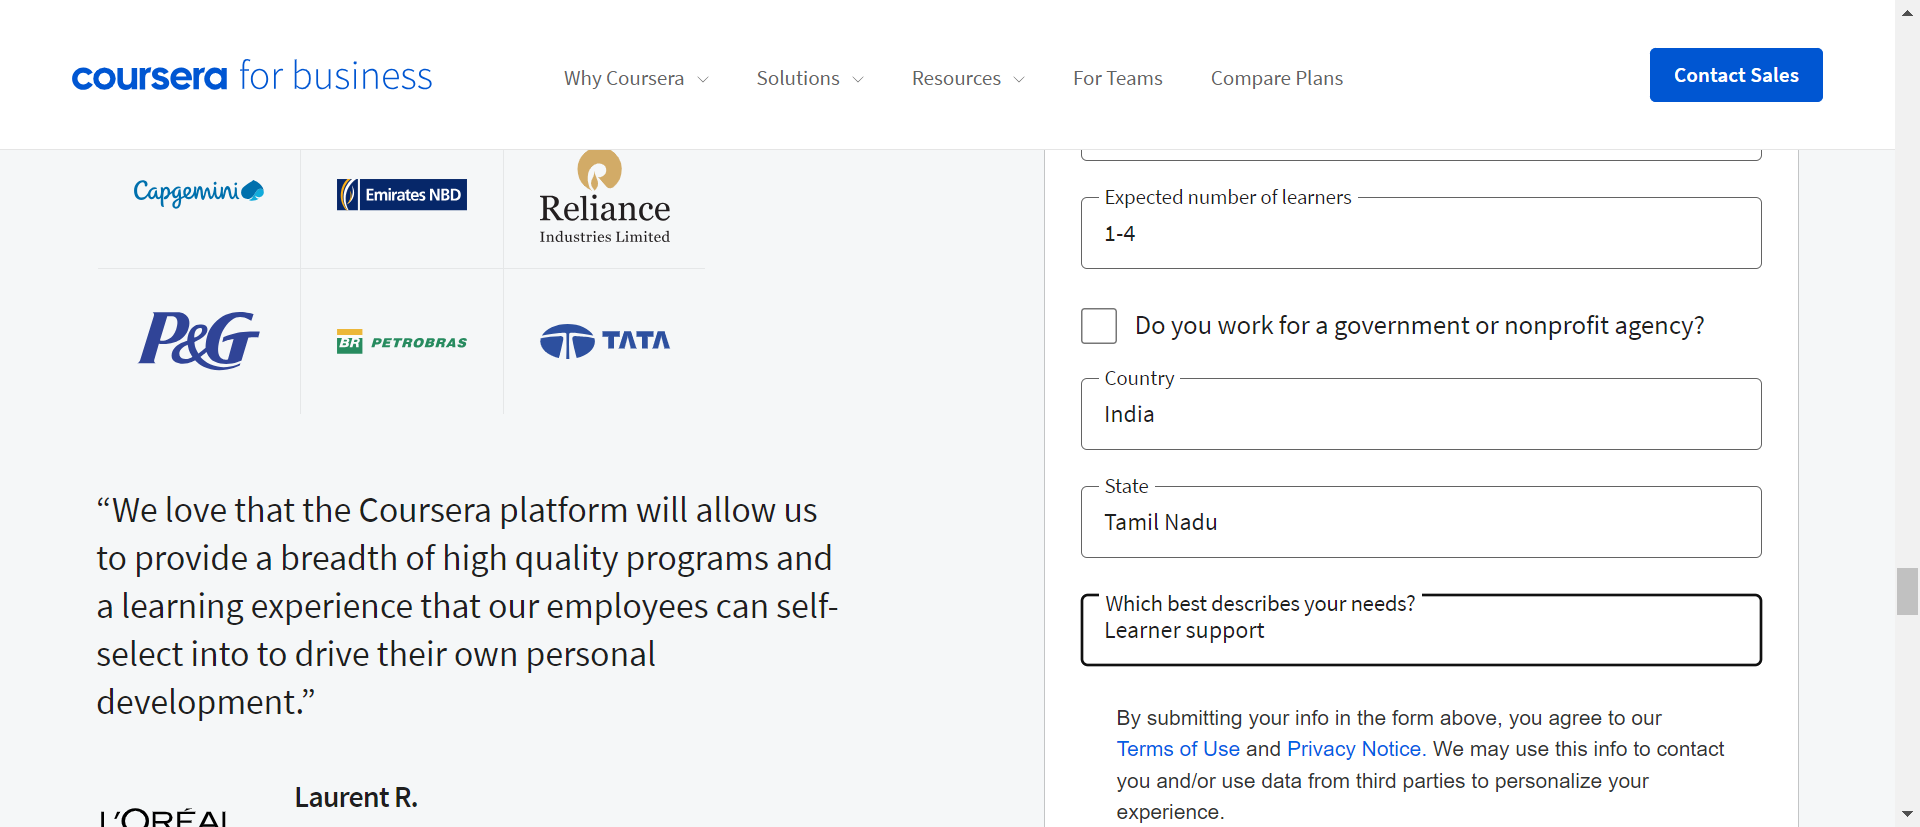 coursera for business
Why Coursera
Solutions
Resources
For Teams
Compare Plans
Contact Sales
Capgemini
Emirates NBD
Reliance
Industries Limited
P&G
BR PETROBRAS
TATA
“We love that the Coursera platform will allow us
to provide a breadth of high quality programs and
a learning experience that our employees can self-
select into to drive their own personal
development.”
Laurent R.
L'ORÉAL
Expected number of learners
1-4
Do you work for a government or nonprofit agency?
Country
India
State
Tamil Nadu
Which best describes your needs?
Learner support
By submitting your info in the form above, you agree to our
Terms of Use and Privacy Notice. We may use this info to contact
you and/or use data from third parties to personalize your
experience.